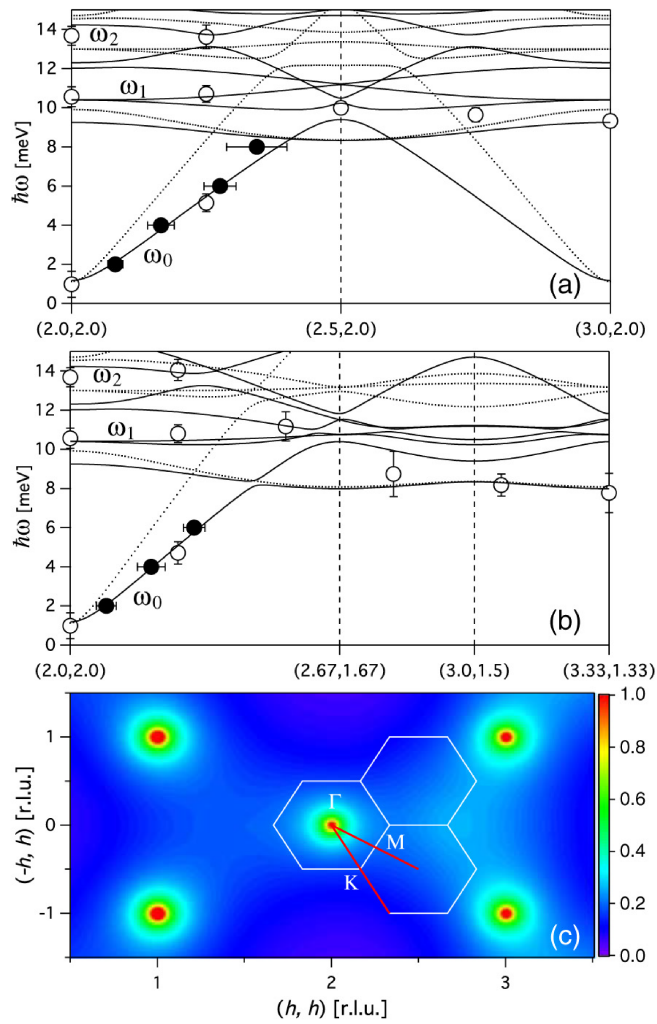 14
12
10
8
6
4
2
0
ħω [meV]
ω2
ω1
ω0
(a)
(2.0,2.0)
(2.5,2.0)
(3.0,2.0)
14
12
10
8
6
4
2
0
ħω [meV]
ω2
ω1
ω0
(b)
(2.0,2.0)
(2.67,1.67)
(3.0,1.5)
(3.33,1.33)
1
0
-1
(-h, h) [r.l.u.]
Γ
M
K
(c)
1.0
0.8
0.6
0.4
0.2
0.0
1
2
3
(h, h) [r.l.u.]